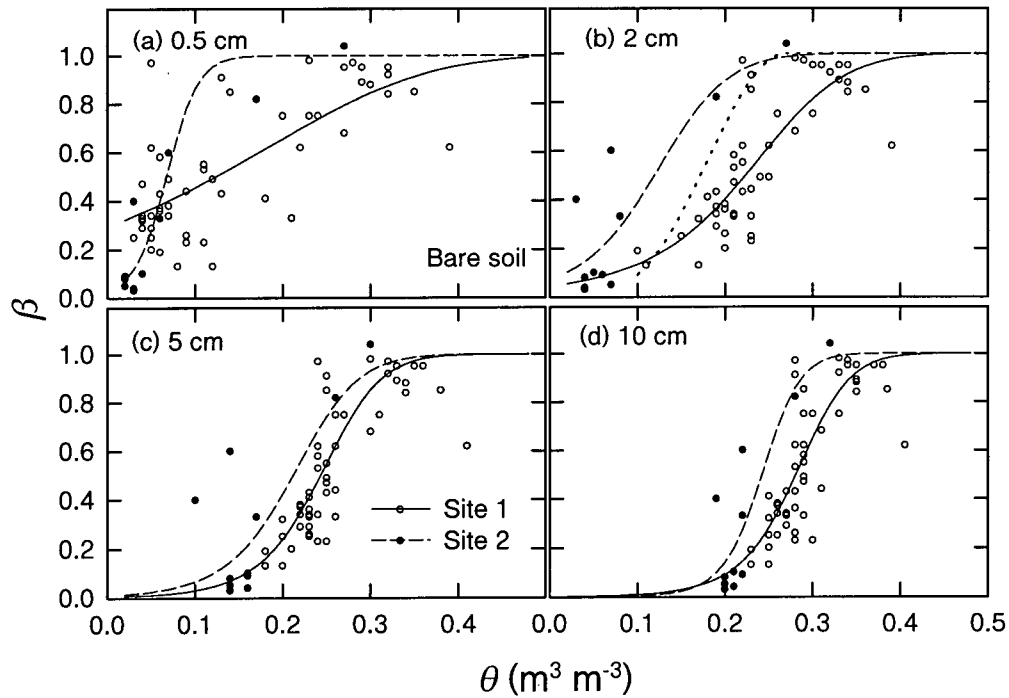 (a) 0.5 cm
(b) 2 cm
1.0
0.8
0.6
0.4
0.2
0.0
Bare soil
β
(c) 5 cm
(d) 10 cm
1.0
0.8
0.6
0.4
0.2
0.0
Site 1
Site 2
0.0 0.1 0.2 0.3 0.4 0.0 0.1 0.2 0.3 0.4 0.5
θ (m³ m⁻³)